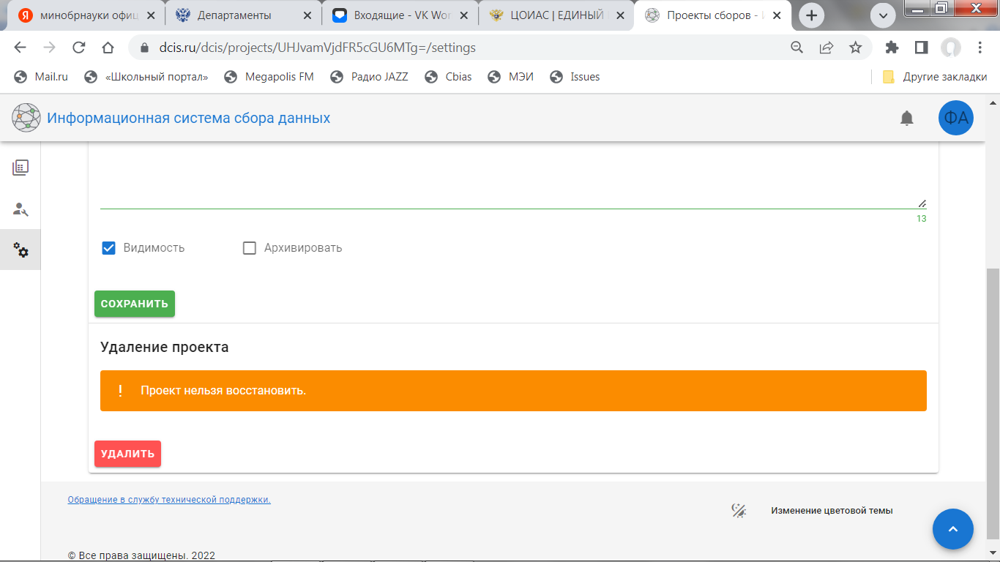 минобрнауки офиц
Департаменты
Входящие - VK Wor
ЦОИАС | ЕДИНЫЙ
Проекты сборов - И
dcis.ru/dcis/projects/UHJvamVjdFR5cGU6MTg=/settings
Mail.ru
«Школьный портал»
Megapolis FM
Радио JAZZ
Cbias
МЭИ
Issues
Другие закладки
Информационная система сбора данных
ФА
13
Видимость
Архивировать
СОХРАНИТЬ
Удаление проекта
! Проект нельзя восстановить.
УДАЛИТЬ
Обращение в службу технической поддержки.
Изменение цветовой темы
© Все права защищены. 2022